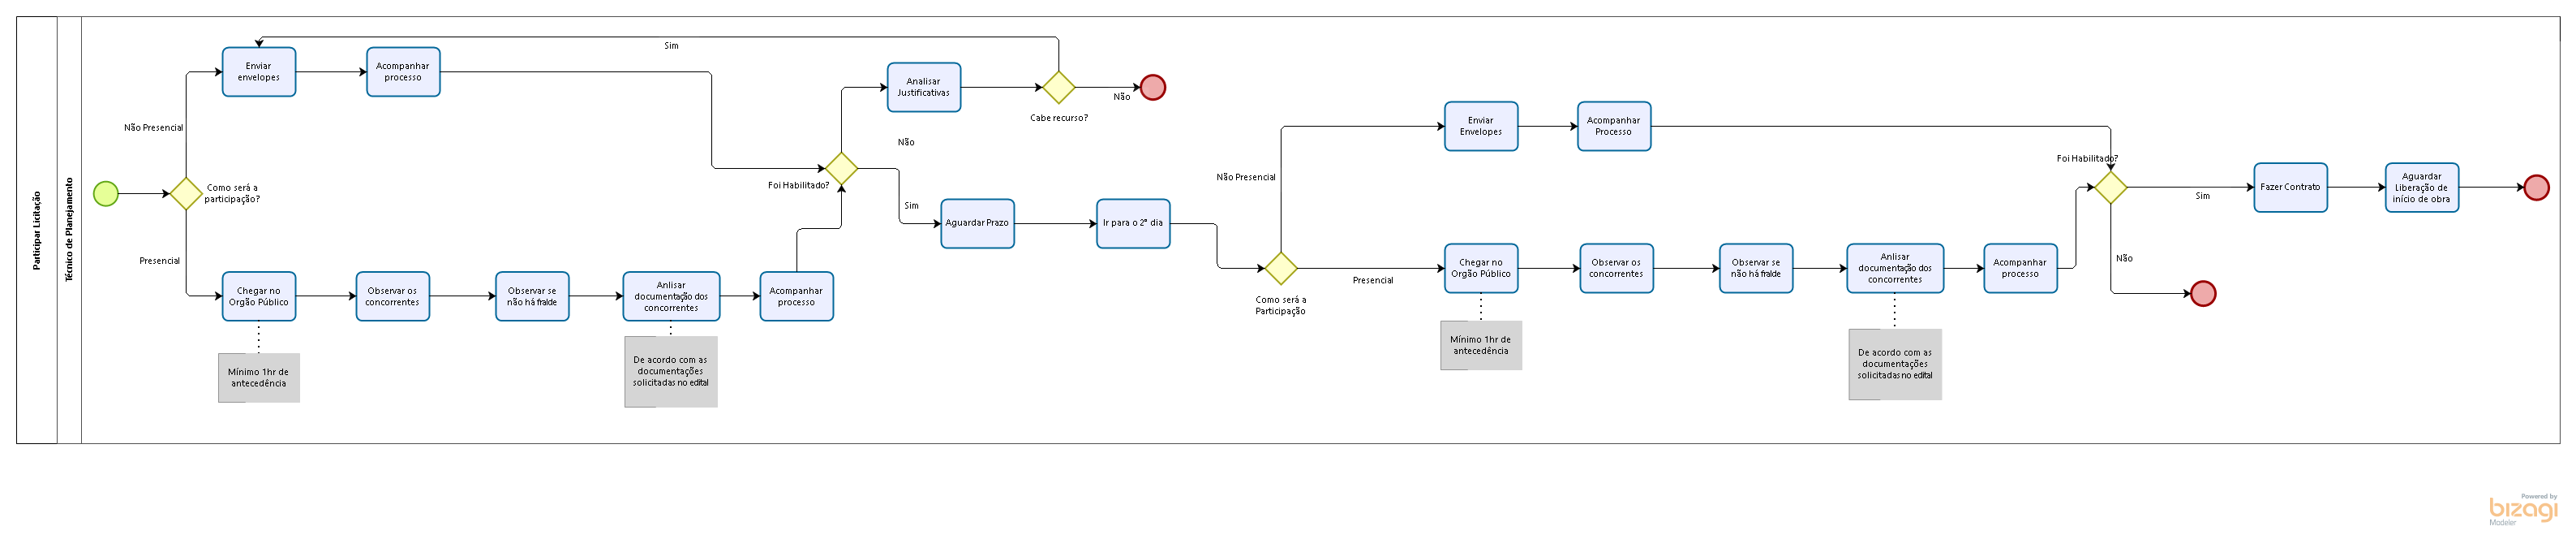 Participar Licitação
Técnico de Planejamento
Como será a
participação?
Não Presencial
Enviar
envelopes
Acompanhar
processo
Presencial
Chegar no
Orgão Público
Mínimo 1hr de
antecedência
Observar os
concorrentes
Observar se
não há fralde
Anlisar
documentação dos
concorrentes
De acordo com as
documentações
solicitadas no edital
Acompanhar
processo
Foi Habilitado?
Não
Analisar
Justificativas
Cabe recurso?
Sim
Não
Sim
Aguardar Prazo
Ir para o 2º dia
Como será a
Participação
Não Presencial
Enviar
Envelopes
Acompanhar
Processo
Presencial
Chegar no
Orgão Público
Mínimo 1hr de
antecedência
Observar os
concorrentes
Observar se
não há fralde
Anlisar
documentação dos
concorrentes
De acordo com as
documentações
solicitadas no edital
Acompanhar
processo
Foi Habilitado?
Sim
Não
Fazer Contrato
Aguardar
Liberação de
início de obra
Powered by
bizagi
Modeler